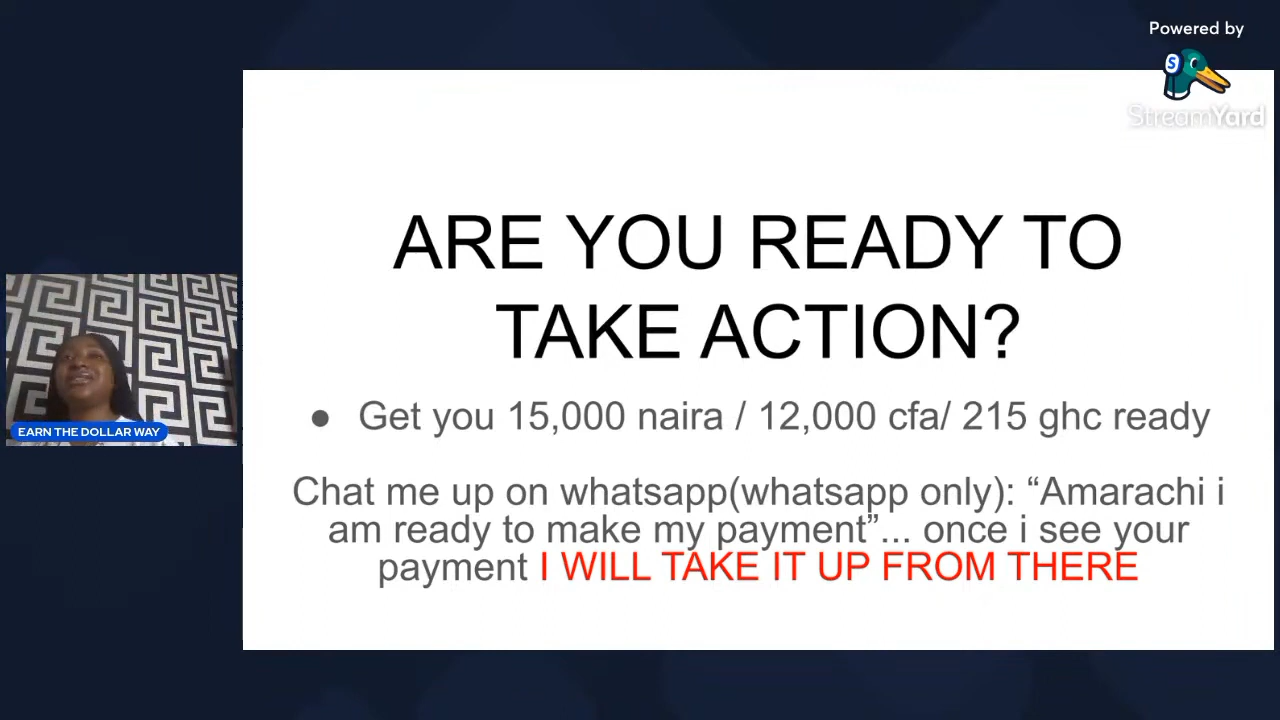 Powered by
StreamYard
ARE YOU READY TO
TAKE ACTION?
● Get you 15,000 naira / 12,000 cfa/ 215 ghc ready
Chat me up on whatsapp(whatsapp only): “Amarachi i
am ready to make my payment”... once i see your
payment I WILL TAKE IT UP FROM THERE
EARN THE DOLLAR WAY